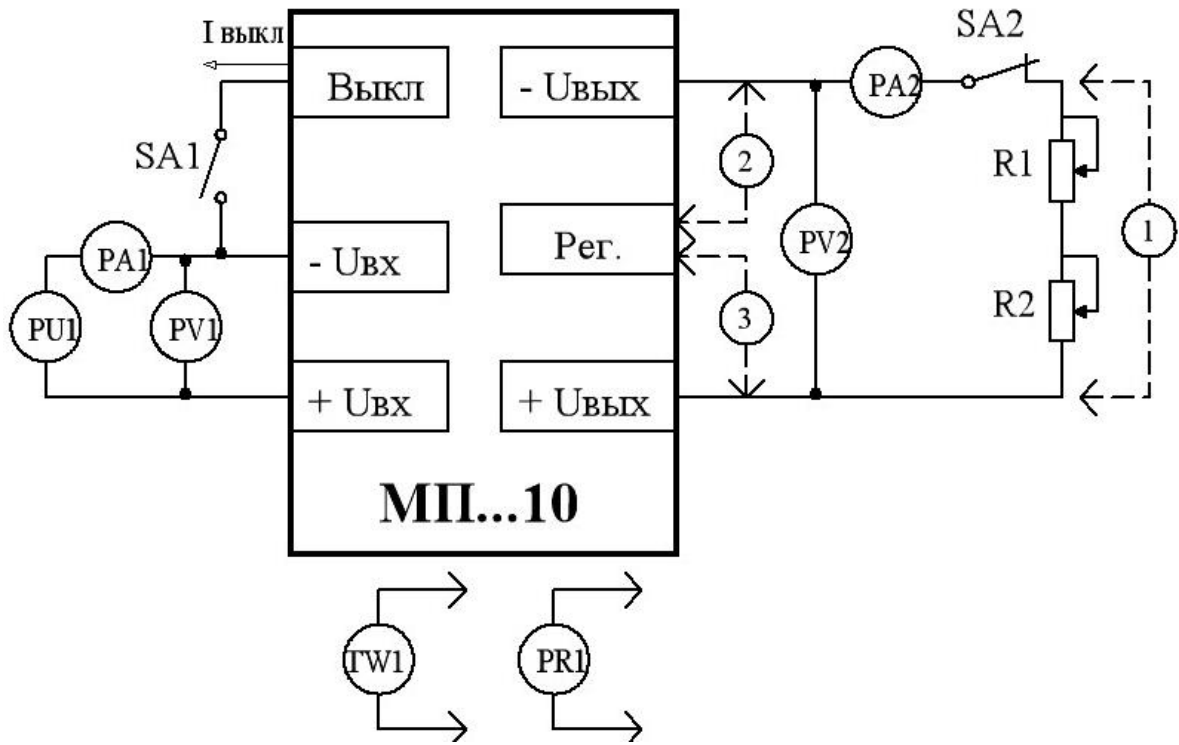 I выкл
SA2
Выкл
- Uвых
PA2
SA1
2
R1
Рег.
PV2
1
PA1
- Uвх
PU1
PV1
3
R2
+ Uвх
+ Uвых
МП...10
TW1
PR1